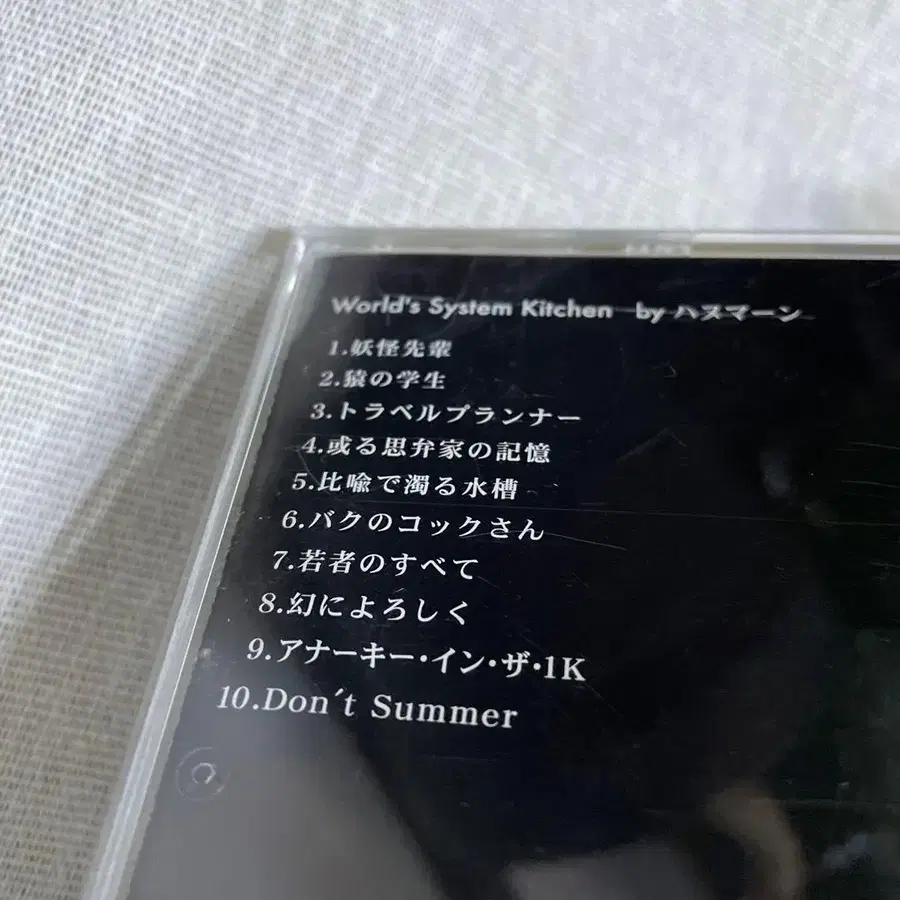 World's System Kitchen by ハスマーン
1.妖怪先輩
2.猿の学生
3.トラベルプランナー
4.或る思弁家の記憶
5.比喩で濁る水槽
6.バクのコックさん
7.若者のすべて
8.幻によろしく
9.アナーキー・イン・ザ・1K
10.Don´t Summer